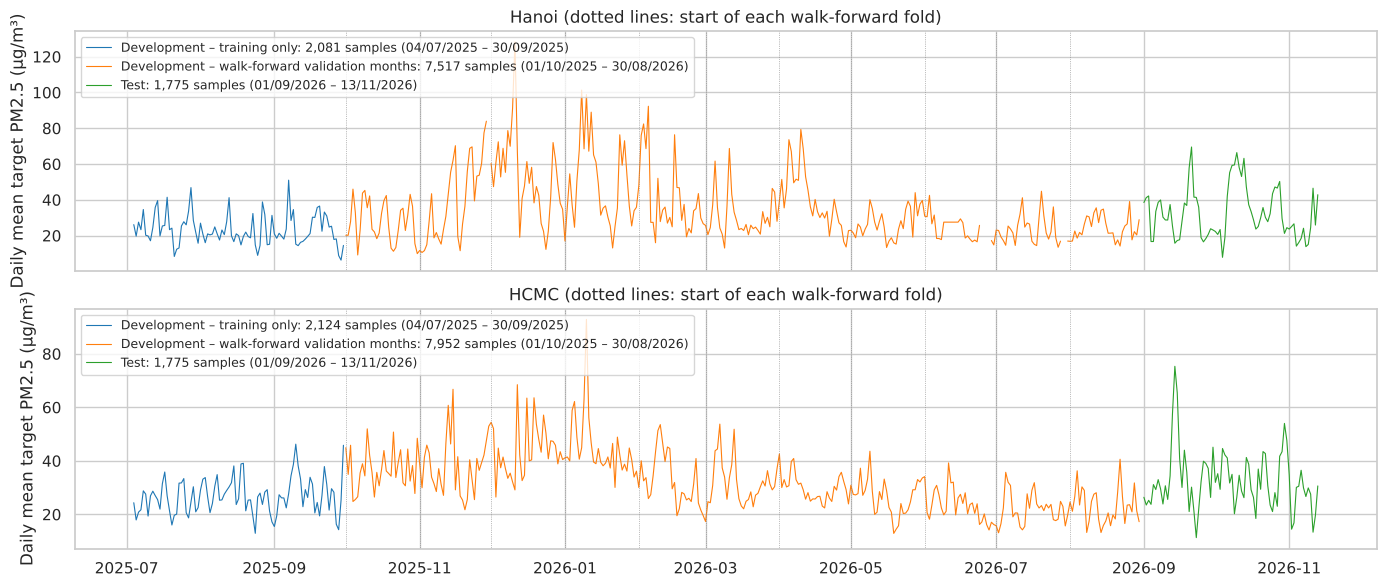 Hanoi (dotted lines: start of each walk-forward fold)
Daily mean target PM2.5 (µg/m³)
120
100
80
60
40
20
Development – training only: 2,081 samples (04/07/2025 – 30/09/2025)
Development – walk-forward validation months: 7,517 samples (01/10/2025 – 30/08/2026)
Test: 1,775 samples (01/09/2026 – 13/11/2026)
HCMC (dotted lines: start of each walk-forward fold)
Daily mean target PM2.5 (µg/m³)
80
60
40
20
Development – training only: 2,124 samples (04/07/2025 – 30/09/2025)
Development – walk-forward validation months: 7,952 samples (01/10/2025 – 30/08/2026)
Test: 1,775 samples (01/09/2026 – 13/11/2026)
2025-07 2025-09 2025-11 2026-01 2026-03 2026-05 2026-07 2026-09 2026-11